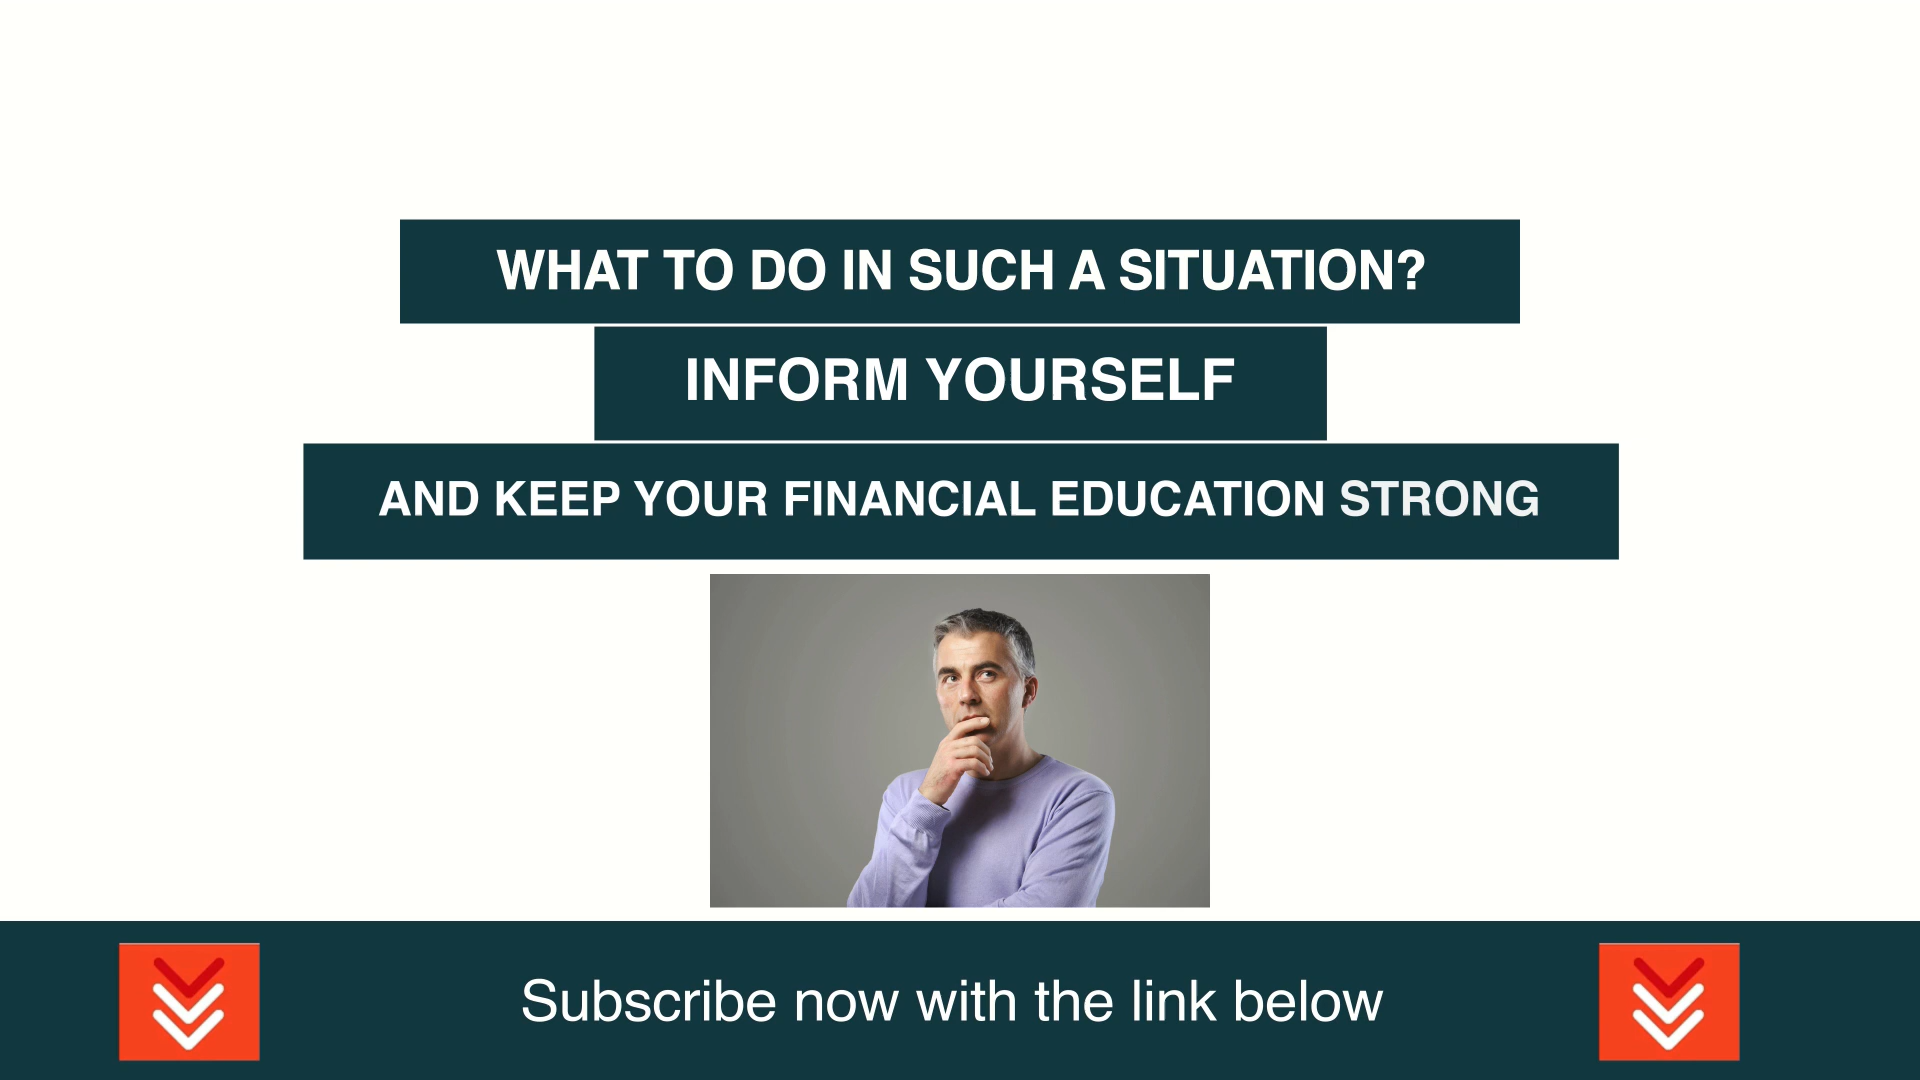 WHAT TO DO IN SUCH A SITUATION?
INFORM YOURSELF
AND KEEP YOUR FINANCIAL EDUCATION STRONG
Subscribe now with the link below